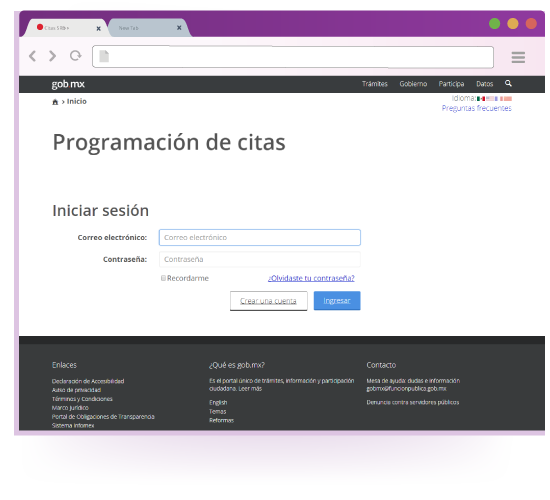 Citas SRE
New Tab
gob mx
Trámites Gobierno Participa Datos
> Inicio
Idioma:
Preguntas frecuentes
Programación de citas
Iniciar sesión
Correo electrónico: Correo electrónico
Contraseña: Contraseña
Recordarme ¿Olvidaste tu contraseña?
Crear una cuenta Ingresar
Enlaces
Declaración de Accesibilidad
Aviso de privacidad
Términos y Condiciones
Marco Jurídico
Portal de Obligaciones de Transparencia
Sistema Infomex
¿Qué es gob.mx?
Es el portal único de trámites, información y participación
ciudadana. Leer más
English
Temas
Reformas
Contacto
Mesa de ayuda: dudas e información
gobmx@funcionpublica.gob.mx
Denuncia contra servidores públicos